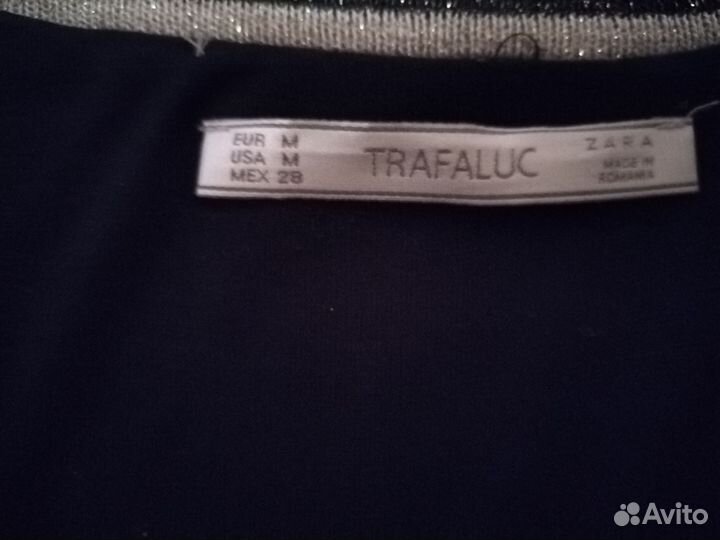 EUR M
USA M
MEX 28
TRAFALUC
ZARA
MADE IN
ROMANIA
Avito